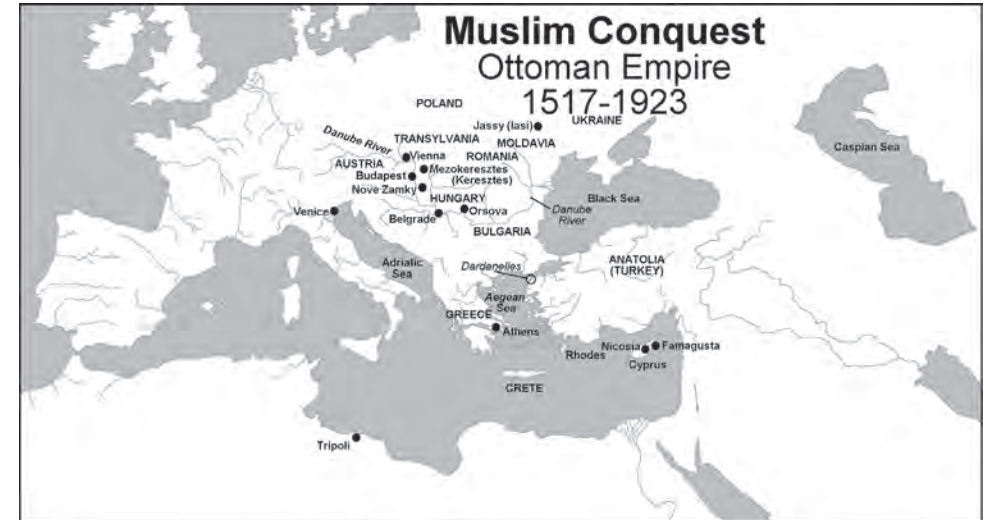 Muslim Conquest
Ottoman Empire
1517-1923
POLAND
UKRAINE
Jassy (Iasi)
MOLDAVIA
Caspian Sea
Danube River
TRANSYLVANIA
Vienna
ROMANIA
AUSTRIA
Mezokeresztes
(Keresztes)
Budapest
Nove Zamky
HUNGARY
Black Sea
Venice
Belgrade
Orsova
Danube
River
BULGARIA
Adriatic
Sea
Dardanelles
ANATOLIA
(TURKEY)
Aegean
Sea
GREECE
Athens
Nicosia
Famagusta
Rhodes
Cyprus
CRETE
Tripoli